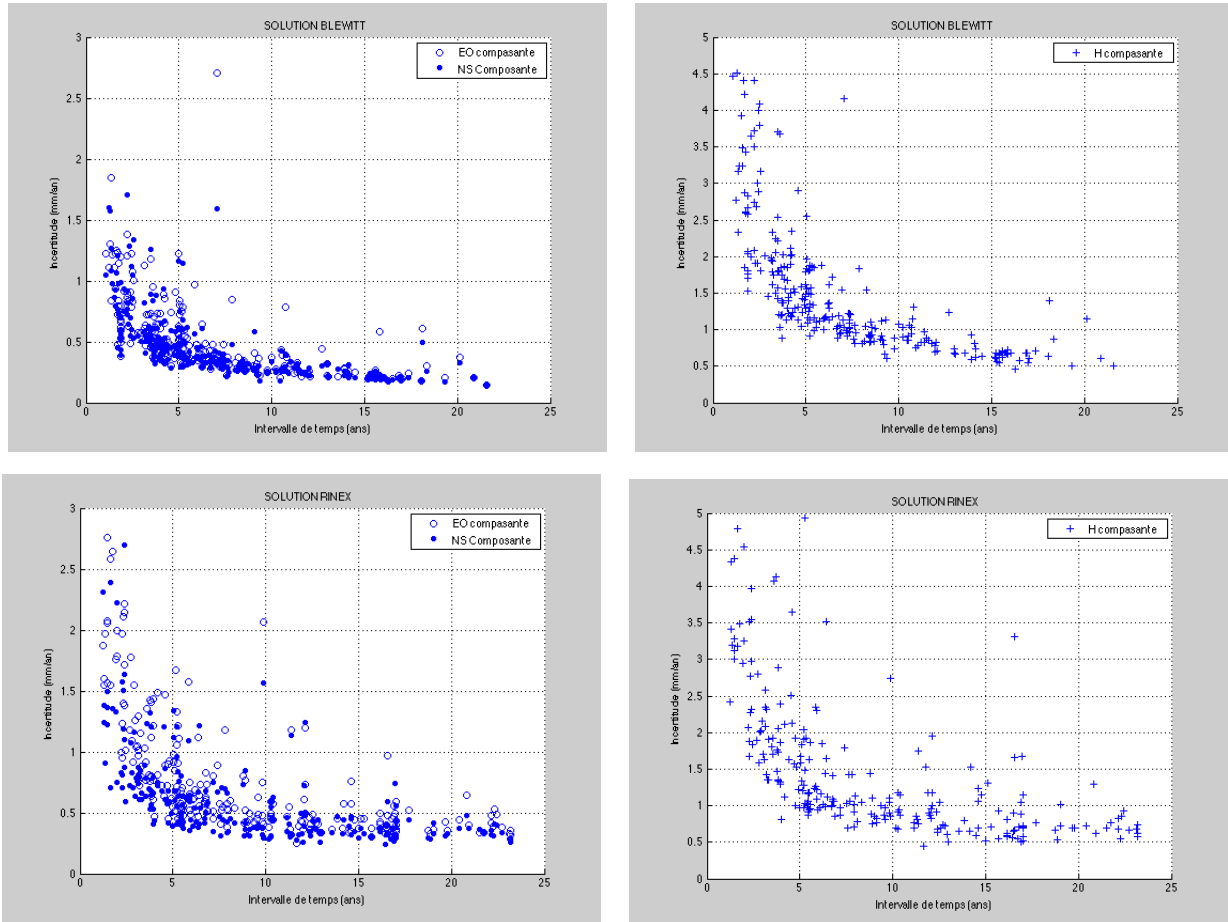 SOLUTION BLEWITT
3
2.5
2
1.5
1
0.5
0
0 5 10 15 20 25
Incertitude (mm/an)
Intervalle de temps (ans)
EO compasante
NS Composante
SOLUTION BLEWITT
5
4.5
4
3.5
3
2.5
2
1.5
1
0.5
0
0 5 10 15 20 25
Incertitude (mm/an)
Intervalle de temps (ans)
H compasante
SOLUTION RINEX
3
2.5
2
1.5
1
0.5
0
0 5 10 15 20 25
Incertitude (mm/an)
Intervalle de temps (ans)
EO compasante
NS Composante
SOLUTION RINEX
5
4.5
4
3.5
3
2.5
2
1.5
1
0.5
0
0 5 10 15 20 25
Incertitude (mm/an)
Intervalle de temps (ans)
H compasante